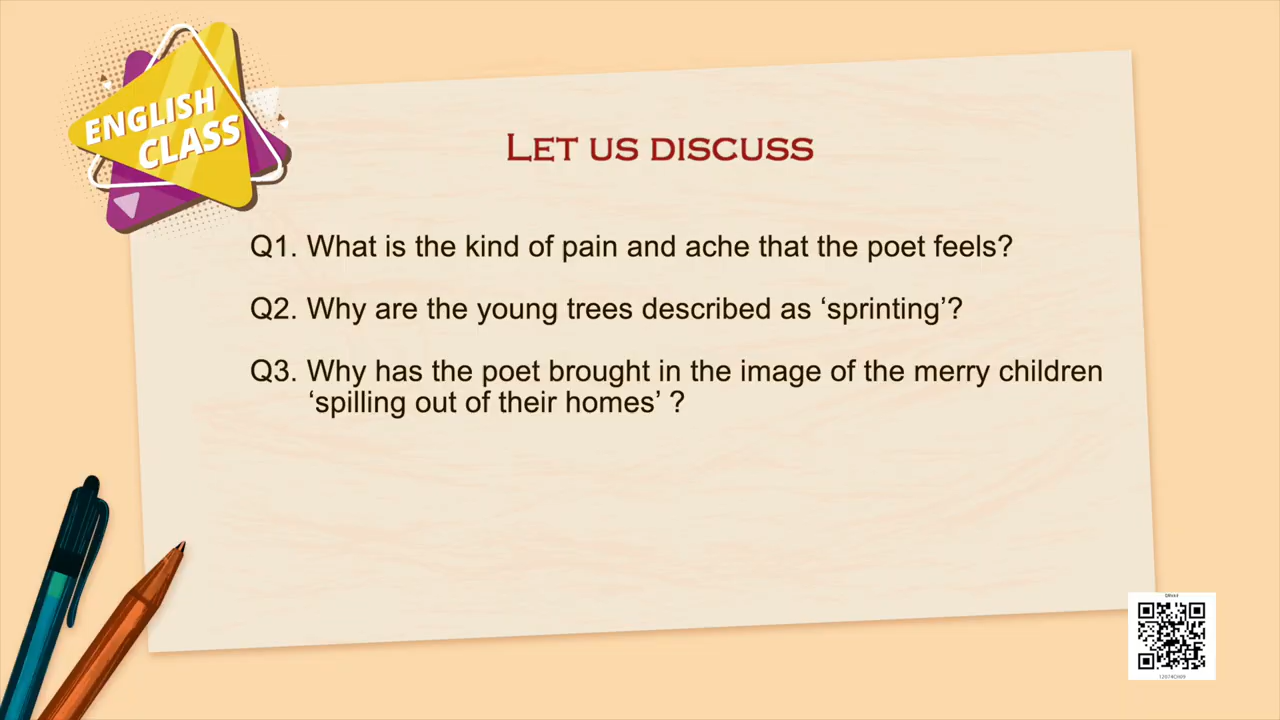 ENGLISH
CLASS
LET US DISCUSS
Q1. What is the kind of pain and ache that the poet feels?
Q2. Why are the young trees described as ‘sprinting’?
Q3. Why has the poet brought in the image of the merry children
‘spilling out of their homes’ ?